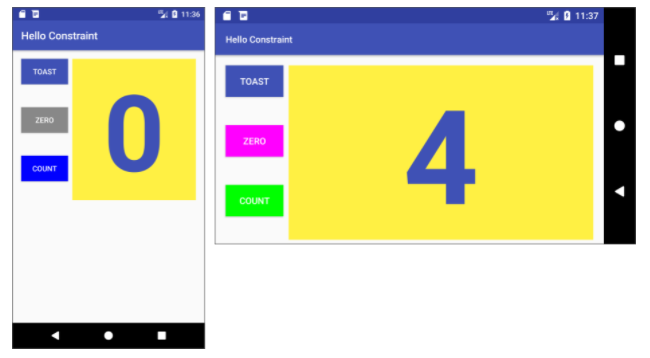 11:36
Hello Constraint
TOAST
ZERO
COUNT
0
11:37
Hello Constraint
TOAST
ZERO
COUNT
4